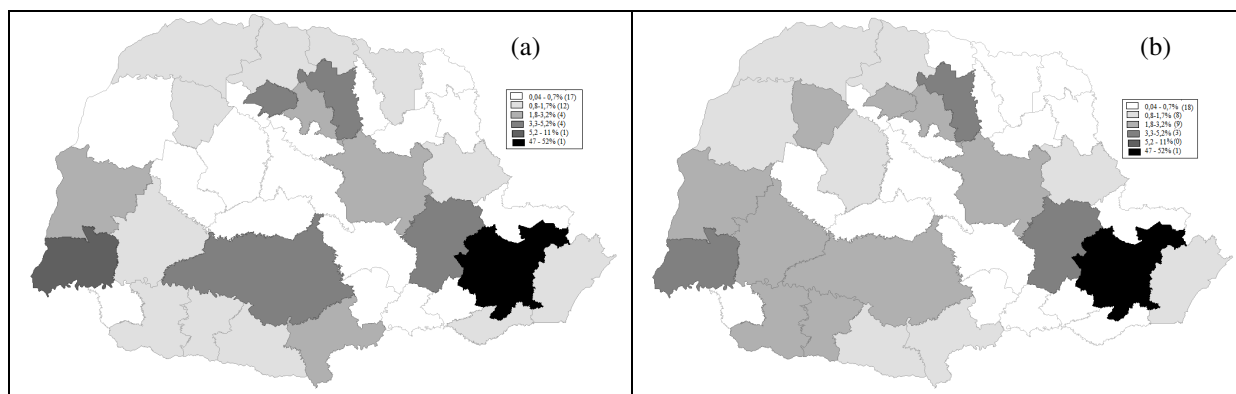 (a)
0,04 - 0,7% (17)
0,8-1,7% (12)
1,8-3,2% (4)
3,3-5,2% (4)
5,2 - 11% (1)
47 - 52% (1)
(b)
0,04 - 0,7% (18)
0,8-1,7% (8)
1,8-3,2% (9)
3,3-5,2% (3)
5,2 - 11% (0)
47 - 52% (1)